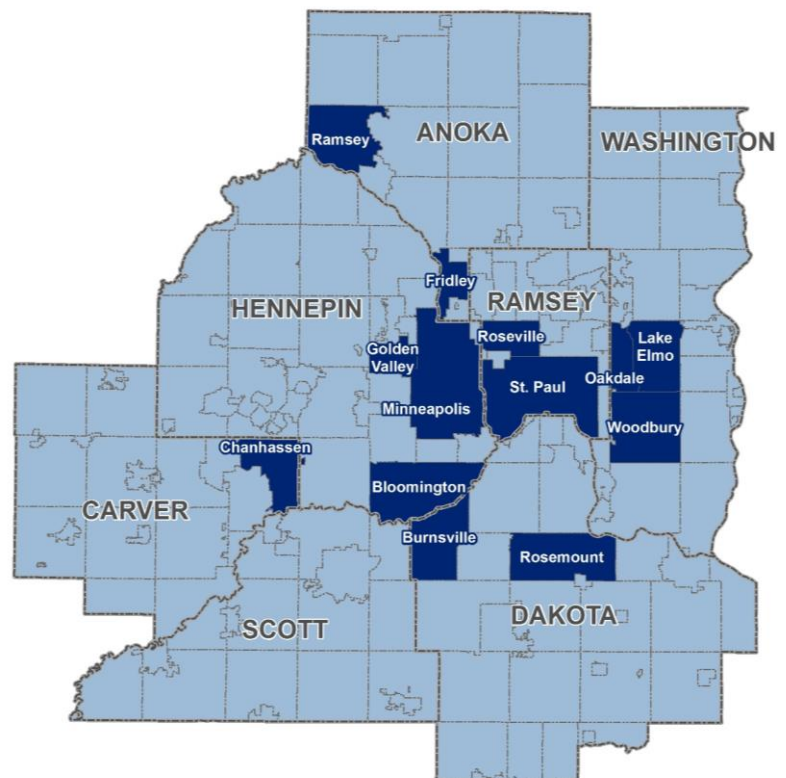 Ramsey
ANOKA
WASHINGTON
Fridley
HENNEPIN
RAMSEY
Roseville
Golden
Valley
Lake
Elmo
Oakdale
St. Paul
Minneapolis
Woodbury
Chanhassen
Bloomington
CARVER
Burnsville
Rosemount
SCOTT
DAKOTA